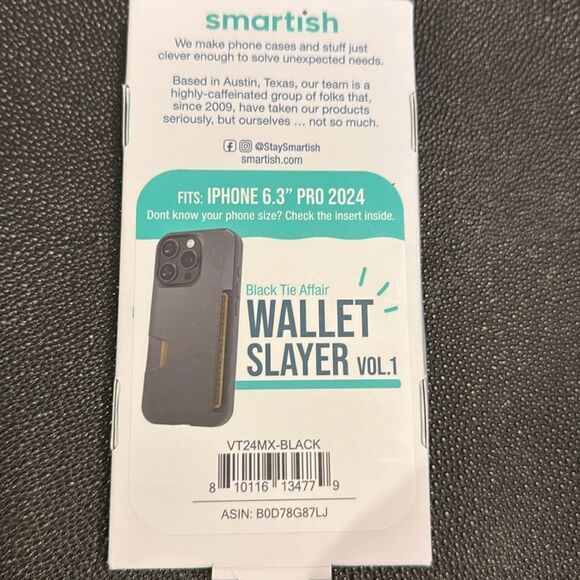 smartish
We make phone cases and stuff just
clever enough to solve unexpected needs.
Based in Austin, Texas, our team is a
highly-caffeinated group of folks that,
since 2009, have taken our products
seriously, but ourselves ... not so much.
@StaySmartish
smartish.com
FITS: IPHONE 6.3” PRO 2024
Dont know your phone size? Check the insert inside.
Black Tie Affair
WALLET
SLAYER VOL.1
VT24MX-BLACK
8 10116 13477 9
ASIN: B0D78G87LJ